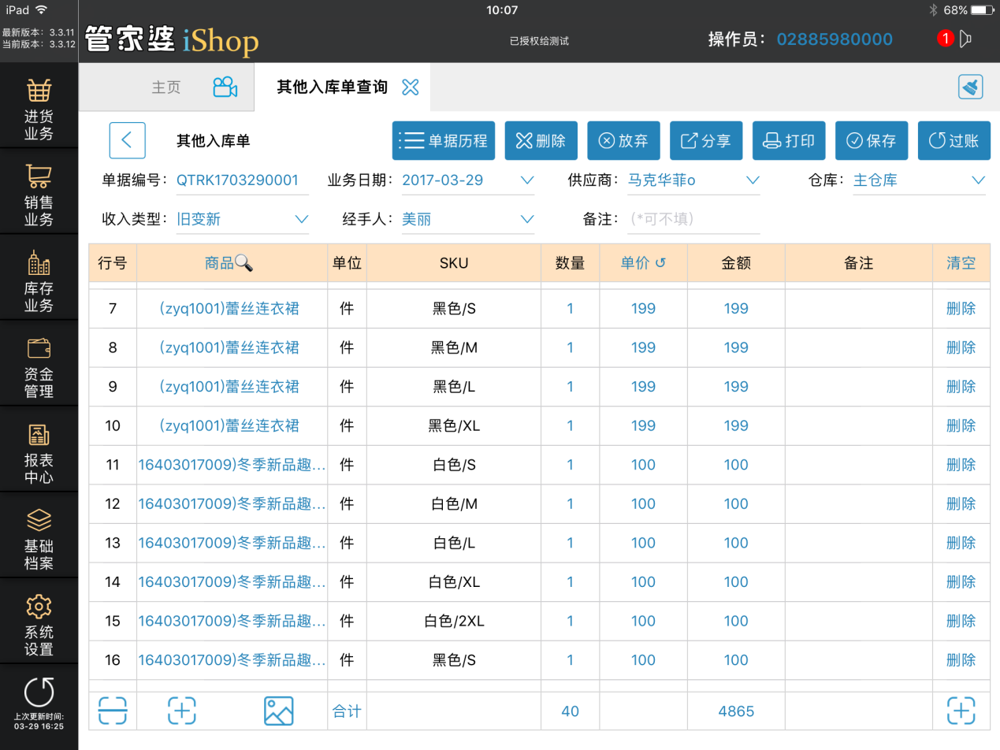 iPad 10:07 68%
最新版本: 3.3.11
当前版本: 3.3.12
管家婆 iShop
已授权给测试
操作员: 02885980000
1
主页
其他入库单查询
进货
业务
销售
业务
库存
业务
资金
管理
报表
中心
基础
档案
系统
设置
上次更新时间:
03-29 16:25
其他入库单
单据历程 删除 放弃 分享 打印 保存 过账
单据编号: QTRK1703290001 业务日期: 2017-03-29 供应商: 马克华菲o 仓库: 主仓库
收入类型: 旧变新 经手人: 美丽 备注: (*可不填)
行号 商品 单位 SKU 数量 单价 金额 备注 清空
7 (zyq1001)蕾丝连衣裙 件 黑色/S 1 199 199 删除
8 (zyq1001)蕾丝连衣裙 件 黑色/M 1 199 199 删除
9 (zyq1001)蕾丝连衣裙 件 黑色/L 1 199 199 删除
10 (zyq1001)蕾丝连衣裙 件 黑色/XL 1 199 199 删除
11 16403017009)冬季新品趣... 件 白色/S 1 100 100 删除
12 16403017009)冬季新品趣... 件 白色/M 1 100 100 删除
13 16403017009)冬季新品趣... 件 白色/L 1 100 100 删除
14 16403017009)冬季新品趣... 件 白色/XL 1 100 100 删除
15 16403017009)冬季新品趣... 件 白色/2XL 1 100 100 删除
16 16403017009)冬季新品趣... 件 黑色/S 1 100 100 删除
合计 40 4865